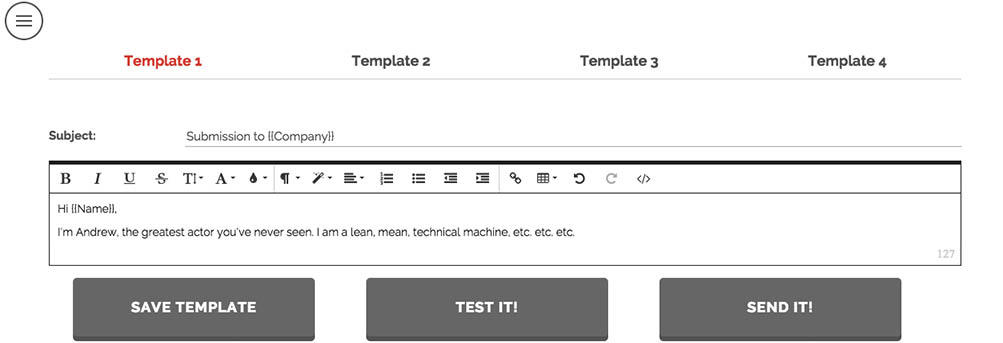 Template 1 Template 2 Template 3 Template 4
Subject: Submission to {{Company}}
B I U S T A ¶ </>
Hi {{Name}},
I'm Andrew, the greatest actor you've never seen. I am a lean, mean, technical machine, etc. etc. etc.
127
SAVE TEMPLATE TEST IT! SEND IT!